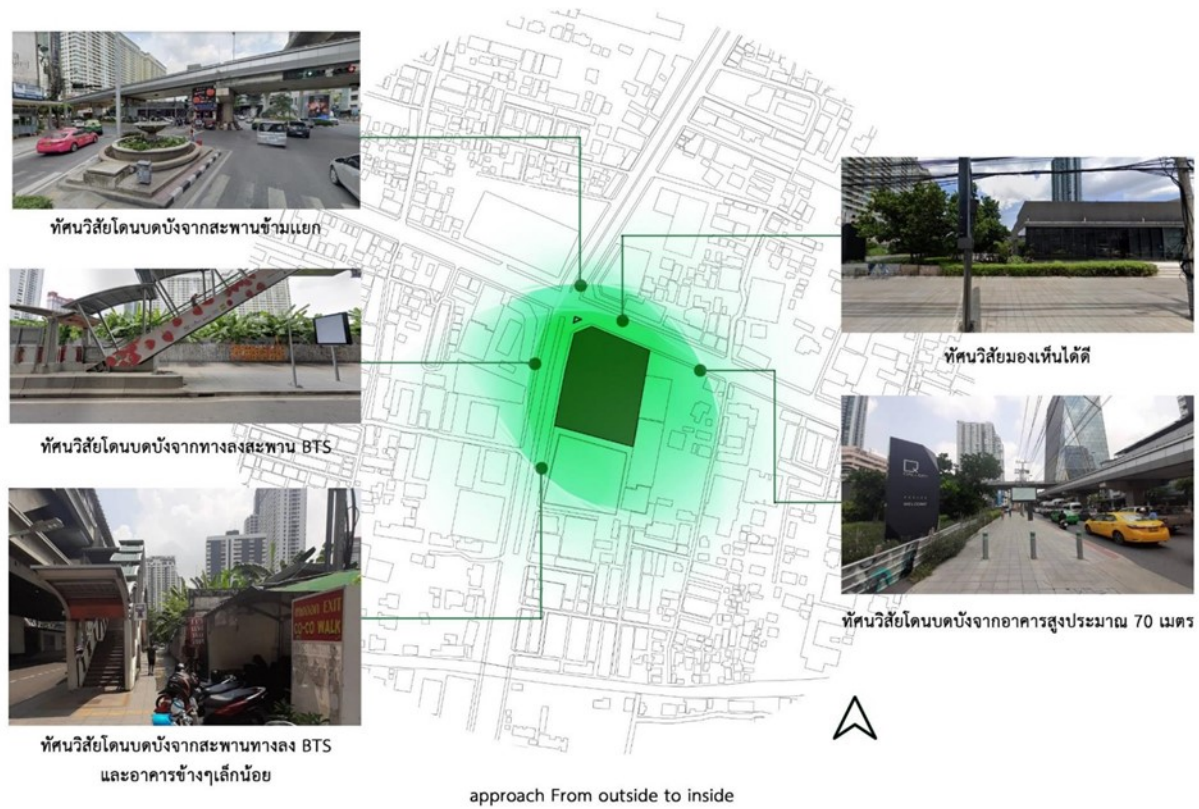 ทัศนวิสัยโดนบดบังจากสะพานข้ามแยก
ทัศนวิสัยมองเห็นได้ดี
ทัศนวิสัยโดนบดบังจากทางลงสะพาน BTS
ทัศนวิสัยโดนบดบังจากอาคารสูงประมาณ 70 เมตร
EXIT
CO-CO WALK
ทัศนวิสัยโดนบดบังจากสะพานทางลง BTS
และอาคารข้างๆเล็กน้อย
approach From outside to inside